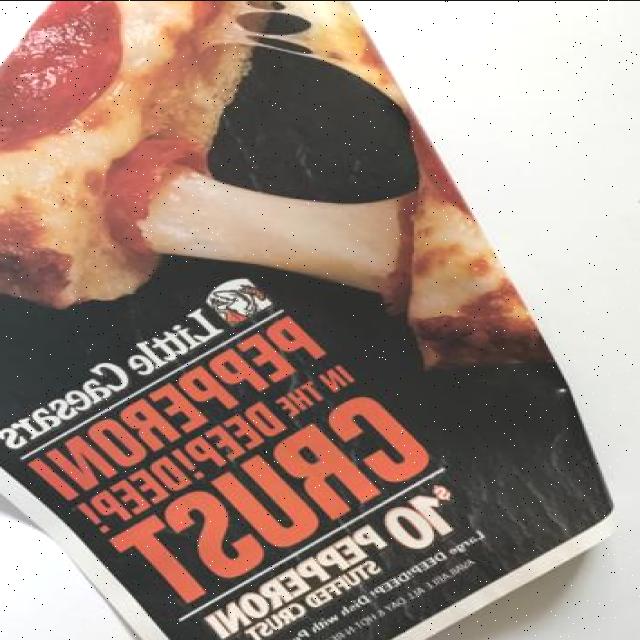 Little Caesars
PEPPERONI
IN THE DEEP!DEEP!
CRUST
$10 PEPPERONI
STUFFED CRUST
Large DEEP!DEEP! Dish with